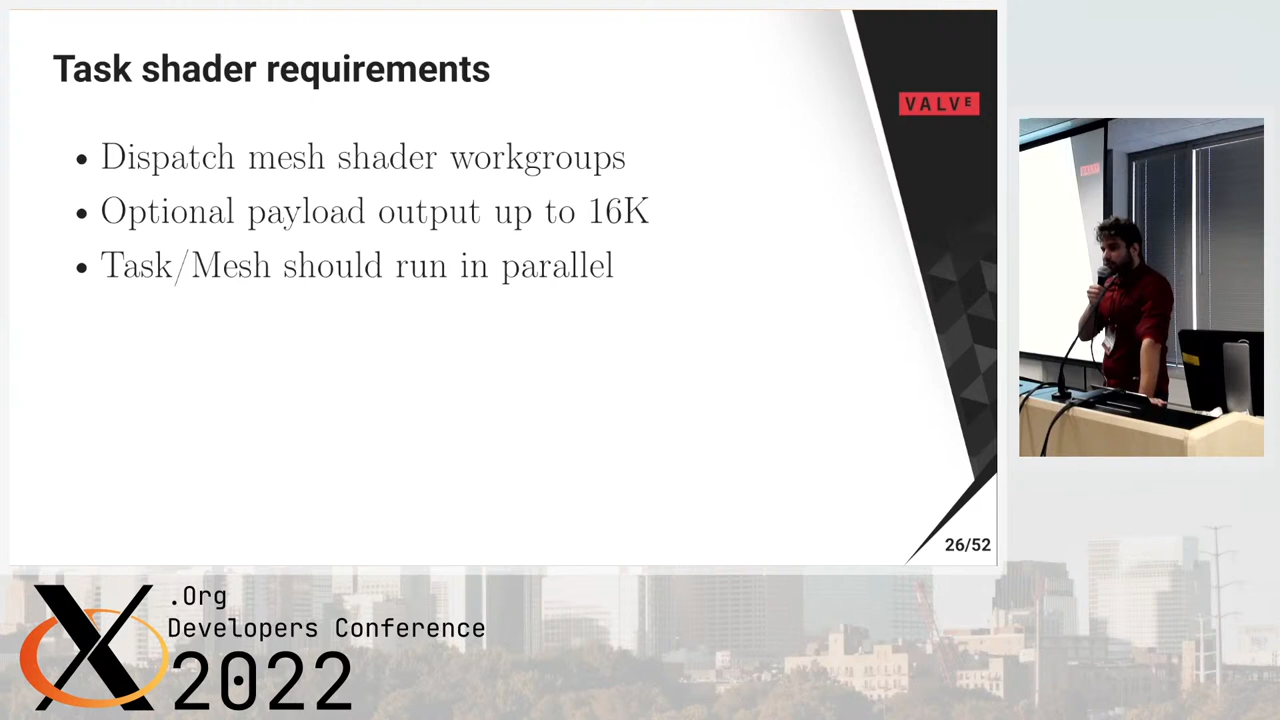 Task shader requirements
VALVE
• Dispatch mesh shader workgroups
• Optional payload output up to 16K
• Task/Mesh should run in parallel
26/52
X.Org
Developers Conference
2022